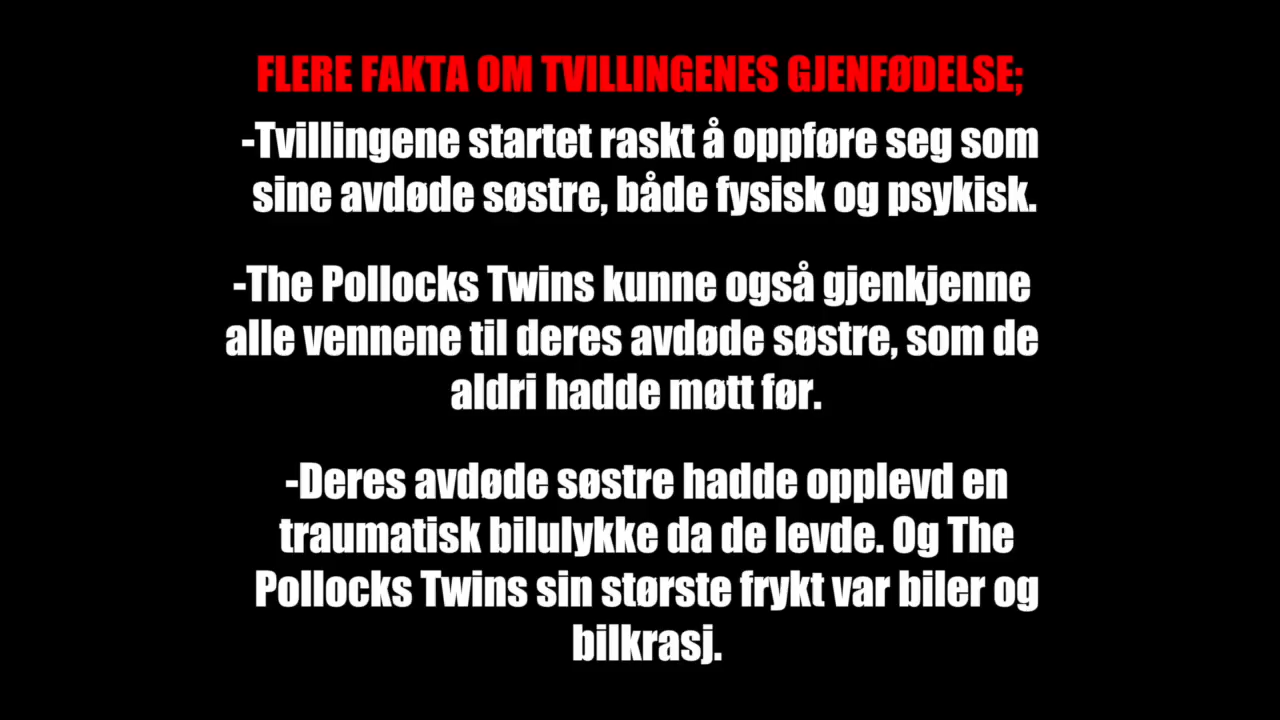 FLERE FAKTA OM TVILLINGENES GJENFØDELSE;
-Tvillingene startet raskt å oppføre seg som
sine avdøde søstre, både fysisk og psykisk.
-The Pollocks Twins kunne også gjenkjenne
alle vennene til deres avdøde søstre, som de
aldri hadde møtt før.
-Deres avdøde søstre hadde opplevd en
traumatisk bilulykke da de levde. Og The
Pollocks Twins sin største frykt var biler og
bilkrasj.